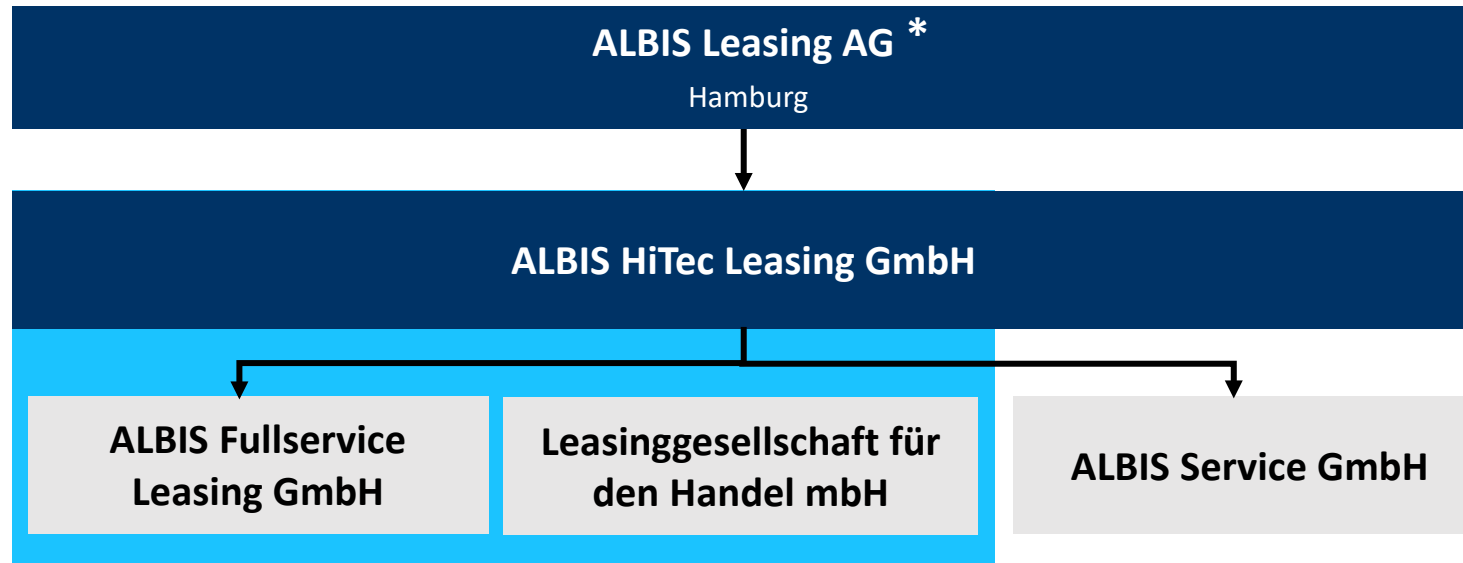 ALBIS Leasing AG *
Hamburg
ALBIS HiTec Leasing GmbH
ALBIS Fullservice
Leasing GmbH
Leasinggesellschaft für
den Handel mbH
ALBIS Service GmbH